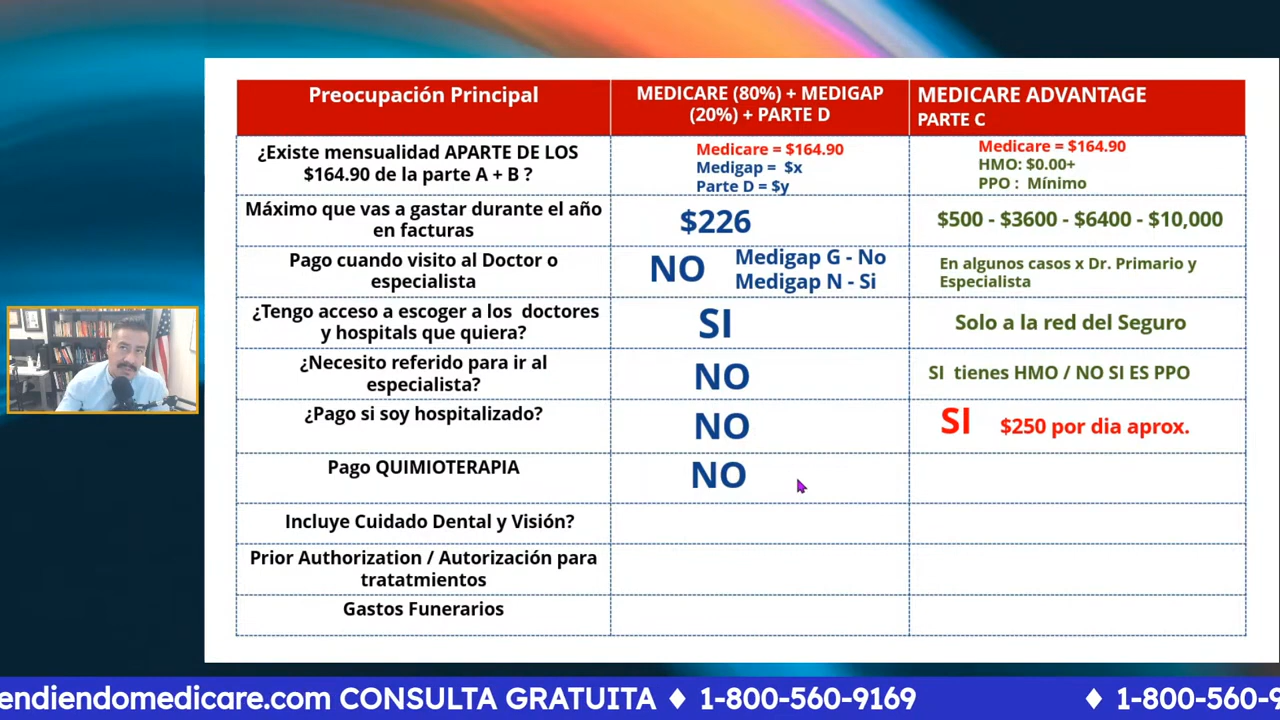 Preocupación Principal
MEDICARE (80%) + MEDIGAP
(20%) + PARTE D
MEDICARE ADVANTAGE
PARTE C
¿Existe mensualidad APARTE DE LOS
$164.90 de la parte A + B ?
Medicare = $164.90
Medigap = $x
Parte D = $y
Medicare = $164.90
HMO: $0.00+
PPO : Mínimo
Máximo que vas a gastar durante el año
en facturas
$226
$500 - $3600 - $6400 - $10,000
Pago cuando visito al Doctor o
especialista
NO
Medigap G - No
Medigap N - Si
En algunos casos x Dr. Primario y
Especialista
¿Tengo acceso a escoger a los doctores
y hospitals que quiera?
SI
Solo a la red del Seguro
¿Necesito referido para ir al
especialista?
NO
SI tienes HMO / NO SI ES PPO
¿Pago si soy hospitalizado?
NO
SI $250 por dia aprox.
Pago QUIMIOTERAPIA
NO
Incluye Cuidado Dental y Visión?
Prior Authorization / Autorización para
tratatmientos
Gastos Funerarios
endiendomedicare.com CONSULTA GRATUITA ♦ 1-800-560-9169 ♦ 1-800-560-9